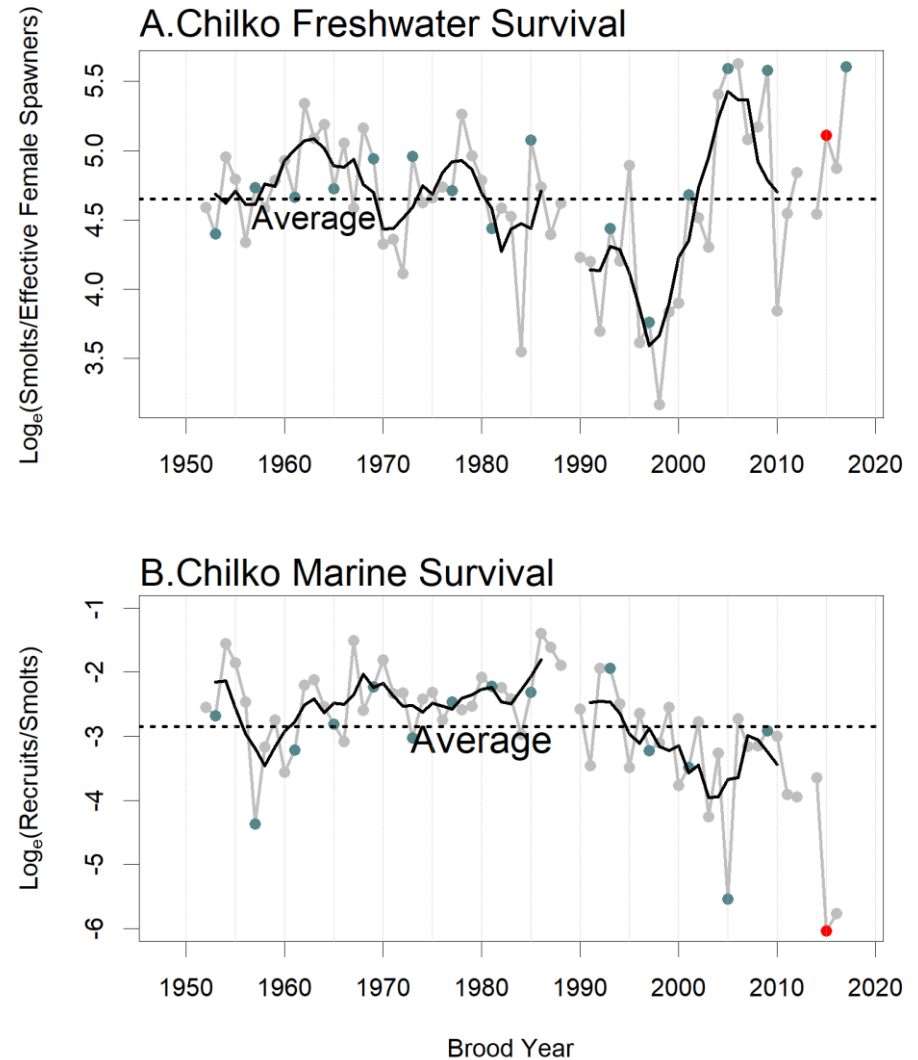 A.Chilko Freshwater Survival
Logₑ(Smolts/Effective Female Spawners)
5.5
5.0
4.5
4.0
3.5
Average
1950 1960 1970 1980 1990 2000 2010 2020
B.Chilko Marine Survival
Logₑ(Recruits/Smolts)
-1
-2
-3
-4
-5
-6
Average
1950 1960 1970 1980 1990 2000 2010 2020
Brood Year